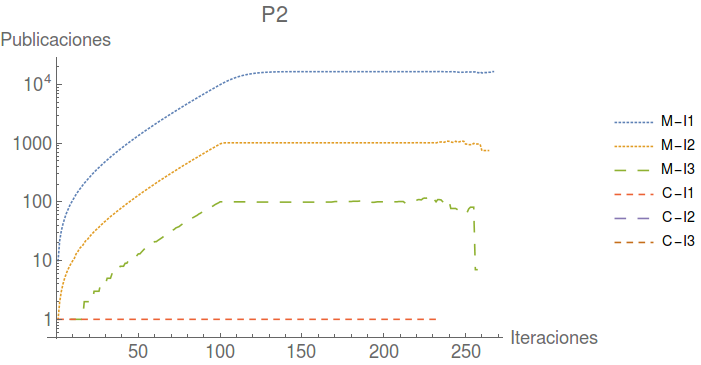 P2
Publicaciones
10^4
1000
100
10
1
50
100
150
200
250
Iteraciones
M-I1
M-I2
M-I3
C-I1
C-I2
C-I3